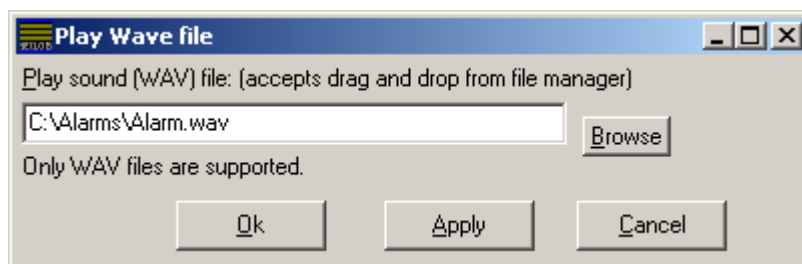 Play Wave file
Play sound (WAV) file: (accepts drag and drop from file manager)
C:\Alarms\Alarm.wav
Browse
Only WAV files are supported.
Ok Apply Cancel